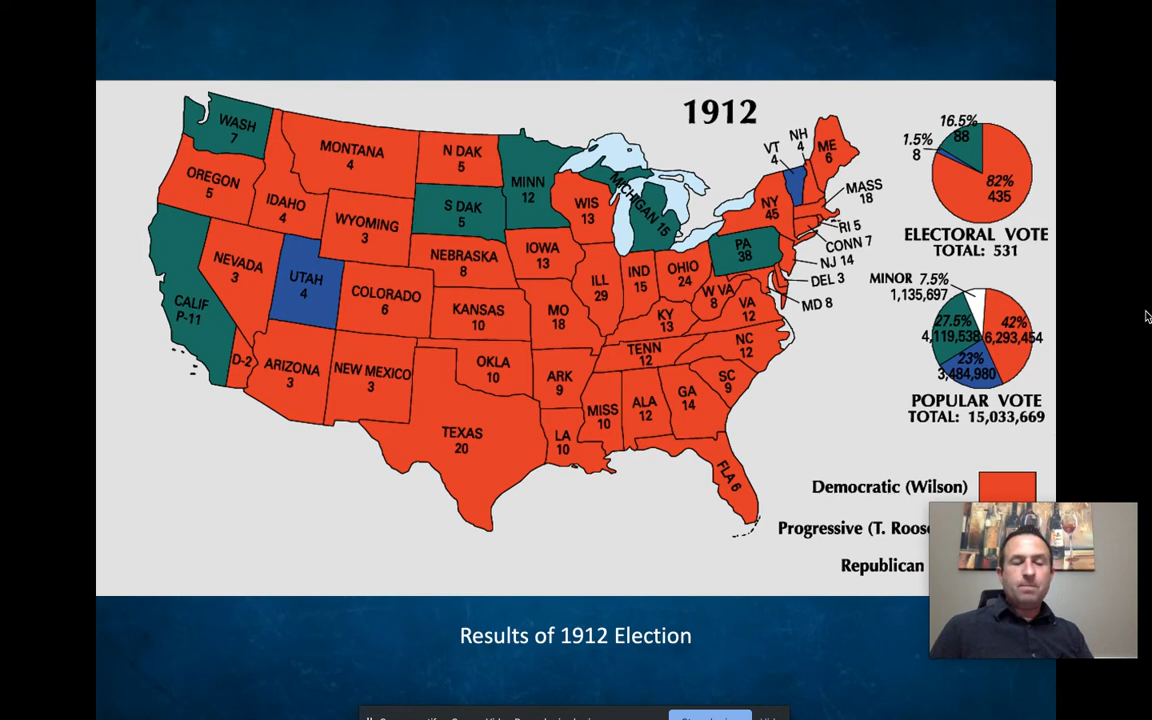 1912
WASH
7
MONTANA
4
N DAK
5
MINN
12
VT
4
NH
4
ME
6
OREGON
5
IDAHO
4
WYOMING
3
S DAK
5
WIS
13
MICHIGAN 15
NY
45
MASS
18
RI 5
CONN 7
NJ 14
DEL 3
MD 8
PA
38
NEVADA
3
UTAH
4
COLORADO
6
NEBRASKA
8
IOWA
13
ILL
29
IND
15
OHIO
24
W VA
8
VA
12
CALIF
P-11
D-2
KANSAS
10
MO
18
KY
13
NC
12
TENN
12
ARIZONA
3
NEW MEXICO
3
OKLA
10
ARK
9
SC
9
MISS
10
ALA
12
GA
14
TEXAS
20
LA
10
FLA 6
16.5%
88
1.5%
8
82%
435
ELECTORAL VOTE
TOTAL: 531
MINOR 7.5%
1,135,697
27.5%
4,119,538
42%
6,293,454
23%
3,484,980
POPULAR VOTE
TOTAL: 15,033,669
Democratic (Wilson)
Progressive (T.
Republican
Results of 1912 Election